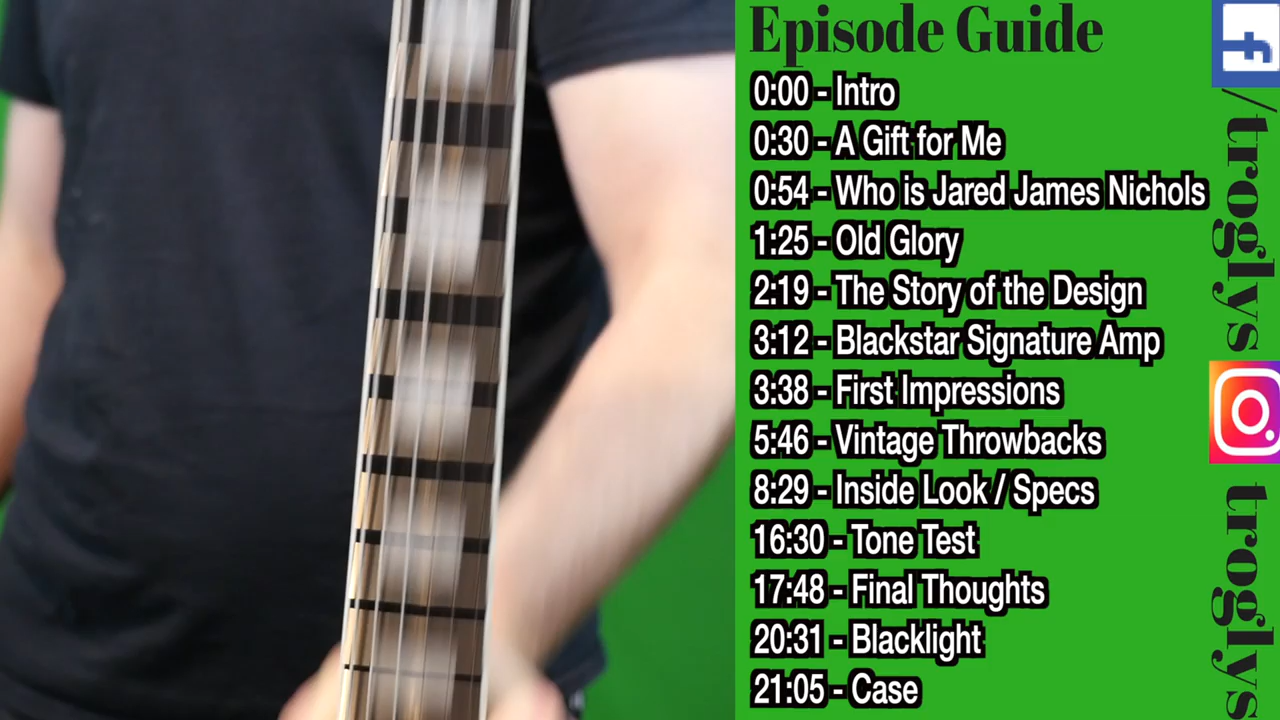 Episode Guide
0:00 - Intro
0:30 - A Gift for Me
0:54 - Who is Jared James Nichols
1:25 - Old Glory
2:19 - The Story of the Design
3:12 - Blackstar Signature Amp
3:38 - First Impressions
5:46 - Vintage Throwbacks
8:29 - Inside Look / Specs
16:30 - Tone Test
17:48 - Final Thoughts
20:31 - Blacklight
21:05 - Case
f
/troglys
troglys